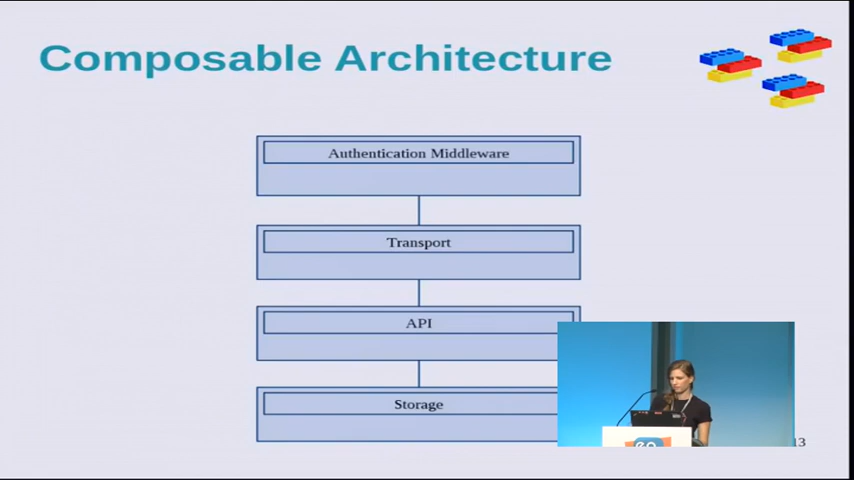 Composable Architecture
Authentication Middleware
Transport
API
Storage
13